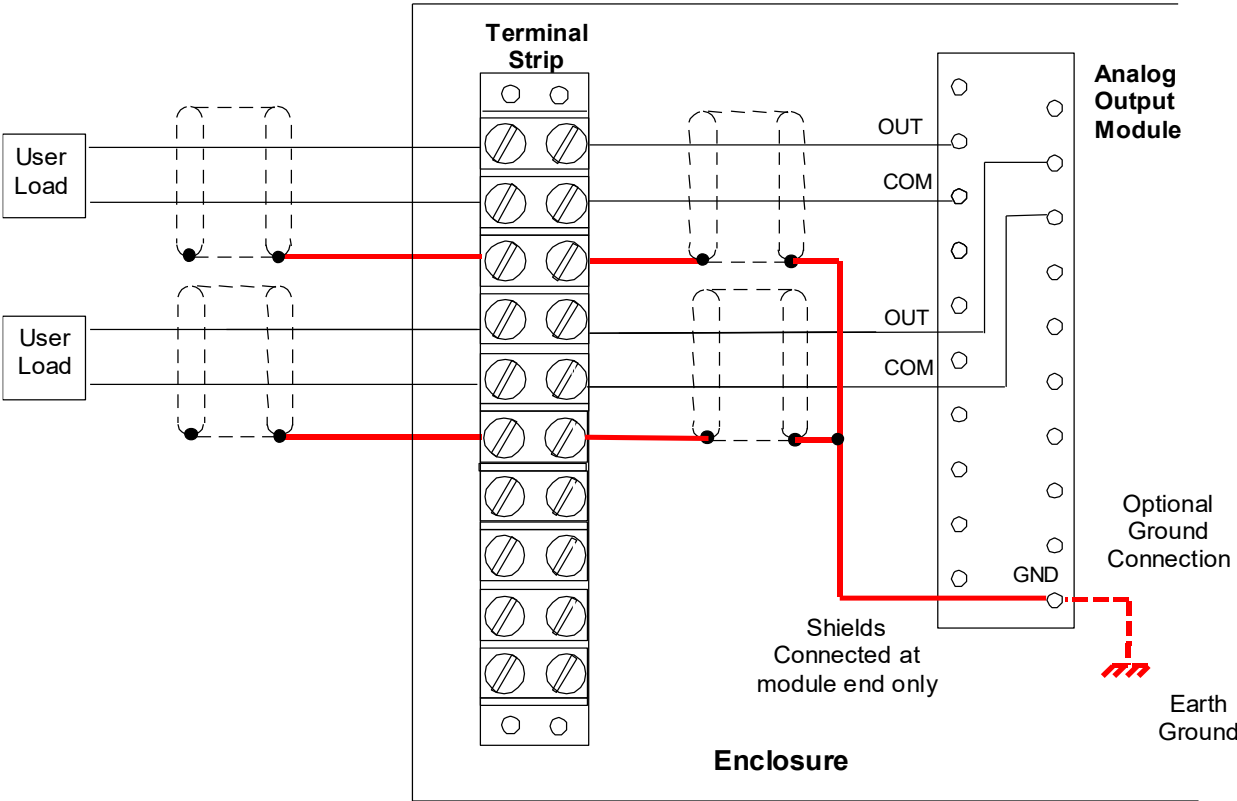 Terminal
Strip
Analog
Output
Module
OUT
User
Load
COM
OUT
User
Load
COM
Optional
Ground
Connection
GND
Shields
Connected at
module end only
Earth
Ground
Enclosure